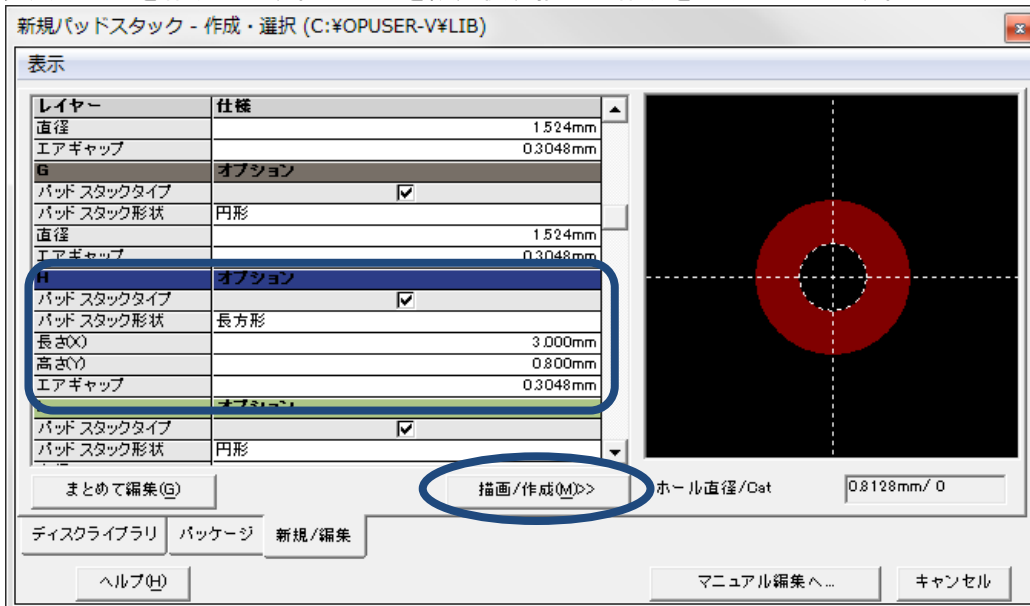 新規パッドスタック - 作成・選択 (C:¥OPUSER-V¥LIB)
表示
レイヤー 仕様
直径 1.524mm
エアギャップ 0.3048mm
G オプション
パッド スタックタイプ
パッド スタック形状 円形
直径 1.524mm
エアギャップ 0.3048mm
H オプション
パッド スタックタイプ
パッド スタック形状 長方形
長さ(X) 3.000mm
高さ(Y) 0.800mm
エアギャップ 0.3048mm
オプション
パッド スタックタイプ
パッド スタック形状 円形
まとめて編集(G) 描画/作成(M)>> ホール直径/Cat 0.8128mm/ 0
ディスクライブラリ パッケージ 新規/編集
ヘルプ(H) マニュアル編集へ... キャンセル